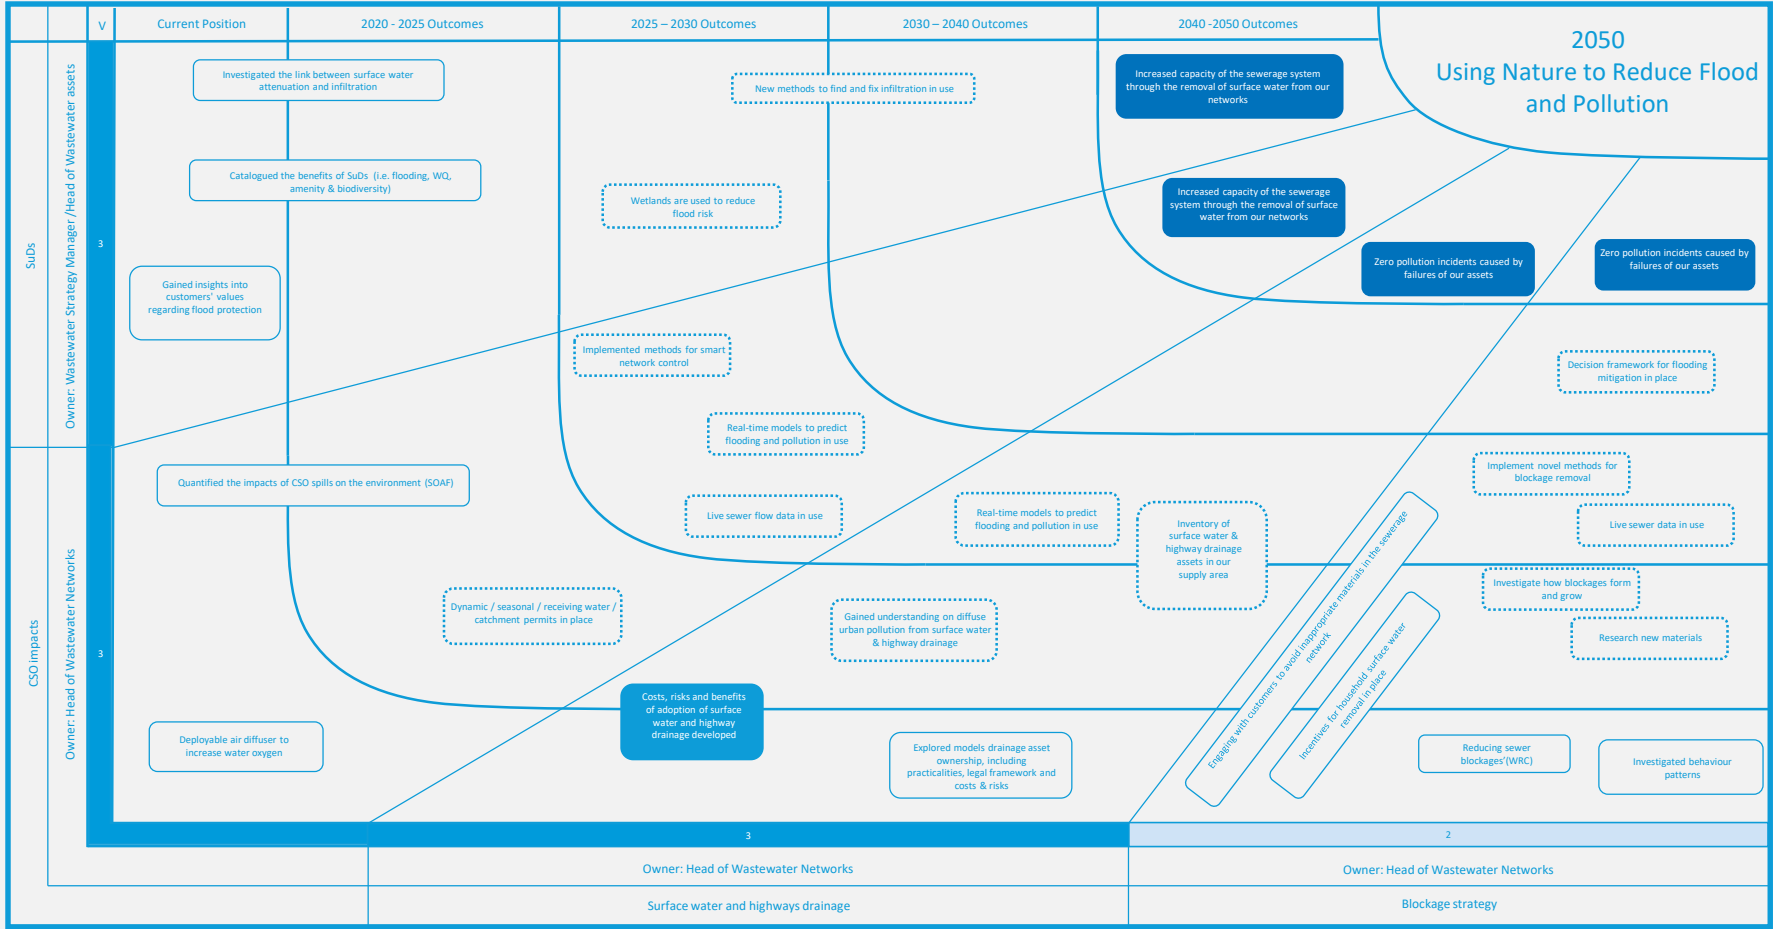 V
Current Position
2020 - 2025 Outcomes
2025 – 2030 Outcomes
2030 – 2040 Outcomes
2040 -2050 Outcomes
2050
Using Nature to Reduce Flood
and Pollution
SuDs
Owner: Wastewater Strategy Manager /Head of Wastewater assets
3
Investigated the link between surface water
attenuation and infiltration
New methods to find and fix infiltration in use
Increased capacity of the sewerage system
through the removal of surface water from our
networks
Catalogued the benefits of SuDs (i.e. flooding, WQ,
amenity & biodiversity)
Wetlands are used to reduce
flood risk
Increased capacity of the sewerage
system through the removal of surface
water from our networks
Zero pollution incidents caused by
failures of our assets
Zero pollution incidents caused by
failures of our assets
Gained insights into
customers' values
regarding flood protection
Implemented methods for smart
network control
Decision framework for flooding
mitigation in place
Real-time models to predict
flooding and pollution in use
CSO impacts
Owner: Head of Wastewater Networks
3
Quantified the impacts of CSO spills on the environment (SOAF)
Live sewer flow data in use
Real-time models to predict
flooding and pollution in use
Inventory of
surface water &
highway drainage
assets in our
supply area
Implement novel methods for
blockage removal
Live sewer data in use
Investigate how blockages form
and grow
Research new materials
Dynamic / seasonal / receiving water /
catchment permits in place
Gained understanding on diffuse
urban pollution from surface water
& highway drainage
Engaging with customers to avoid inappropriate materials in the sewerage
network
Incentives for household surface water
removal in place
Costs, risks and benefits
of adoption of surface
water and highway
drainage developed
Deployable air diffuser to
increase water oxygen
Explored models drainage asset
ownership, including
practicalities, legal framework and
costs & risks
Reducing sewer
blockages'(WRC)
Investigated behaviour
patterns
3
2
Owner: Head of Wastewater Networks
Owner: Head of Wastewater Networks
Surface water and highways drainage
Blockage strategy